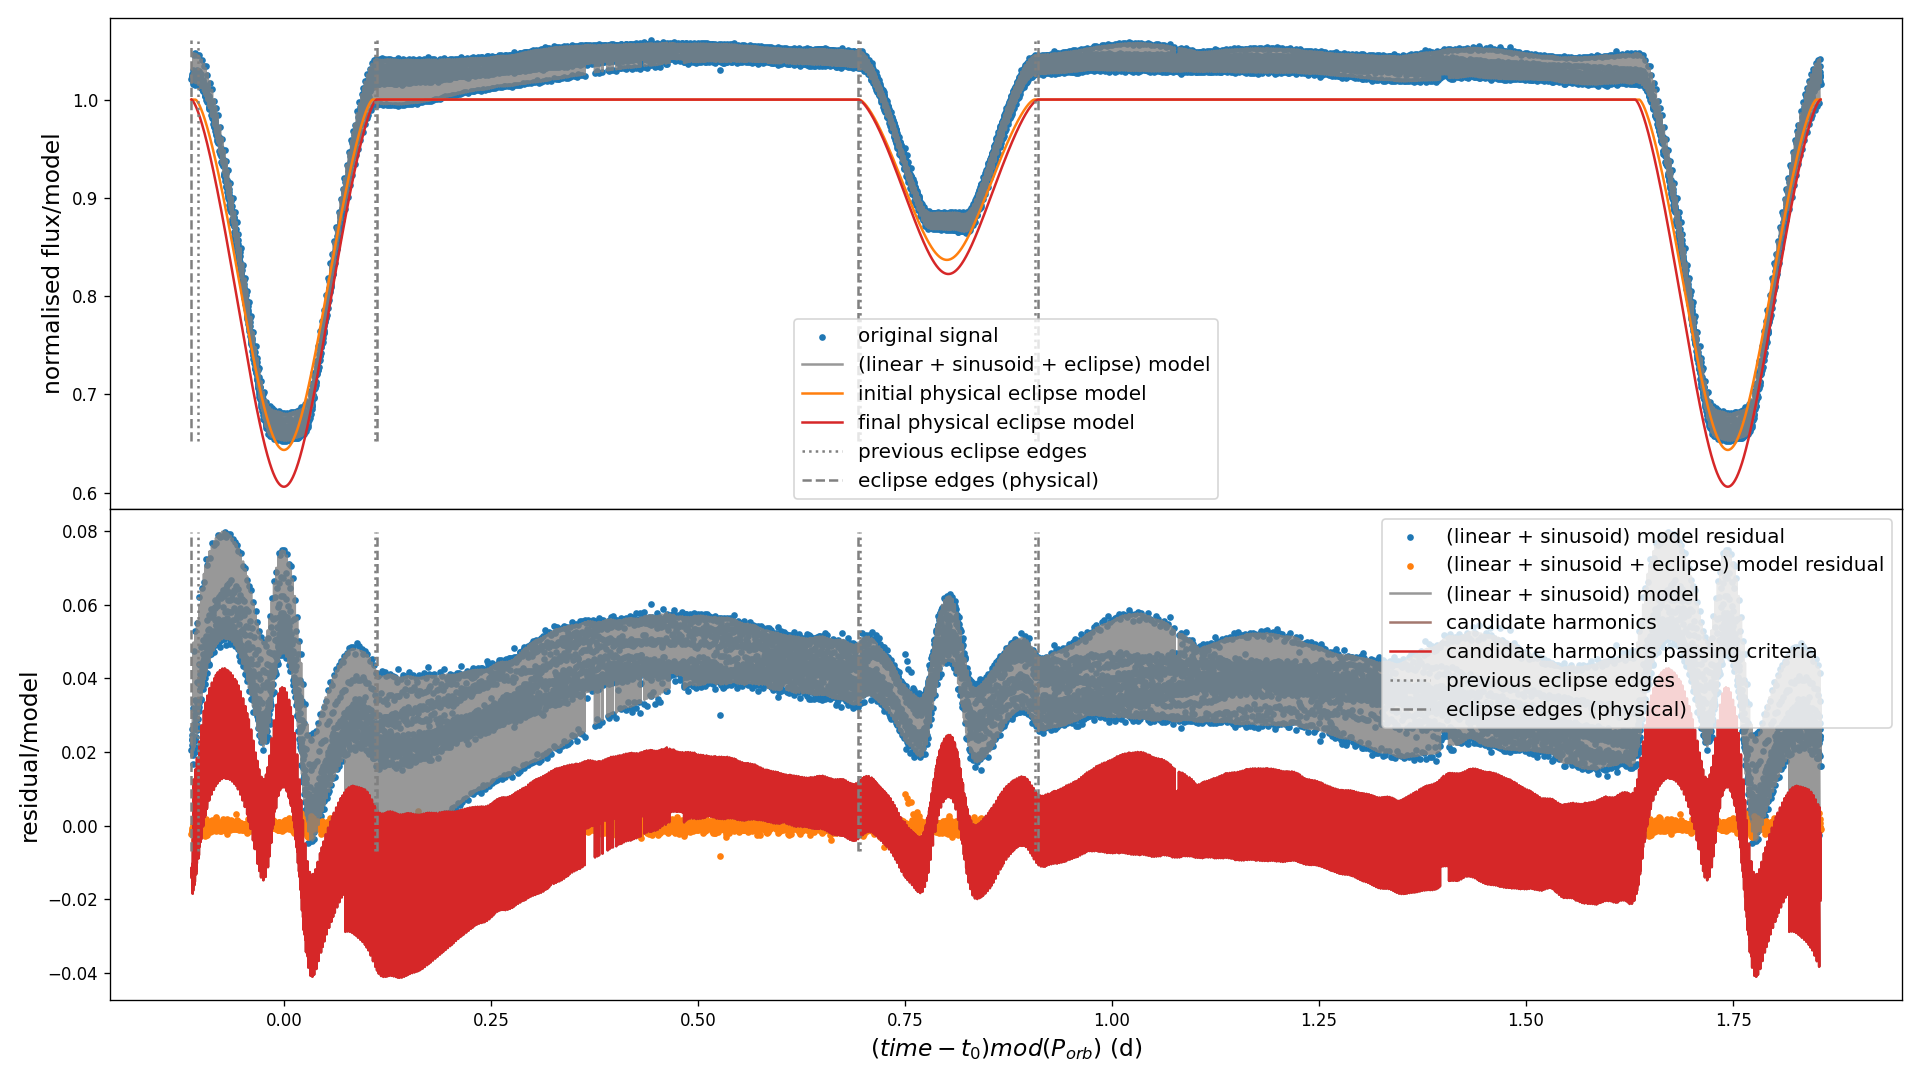 normalised flux/model
1.0
0.9
0.8
0.7
0.6
original signal
(linear + sinusoid + eclipse) model
initial physical eclipse model
final physical eclipse model
previous eclipse edges
eclipse edges (physical)
residual/model
0.08
0.06
0.04
0.02
0.00
−0.02
−0.04
(linear + sinusoid) model residual
(linear + sinusoid + eclipse) model residual
(linear + sinusoid) model
candidate harmonics
candidate harmonics passing criteria
previous eclipse edges
eclipse edges (physical)
0.00 0.25 0.50 0.75 1.00 1.25 1.50 1.75
(time − t₀)mod(P_orb) (d)